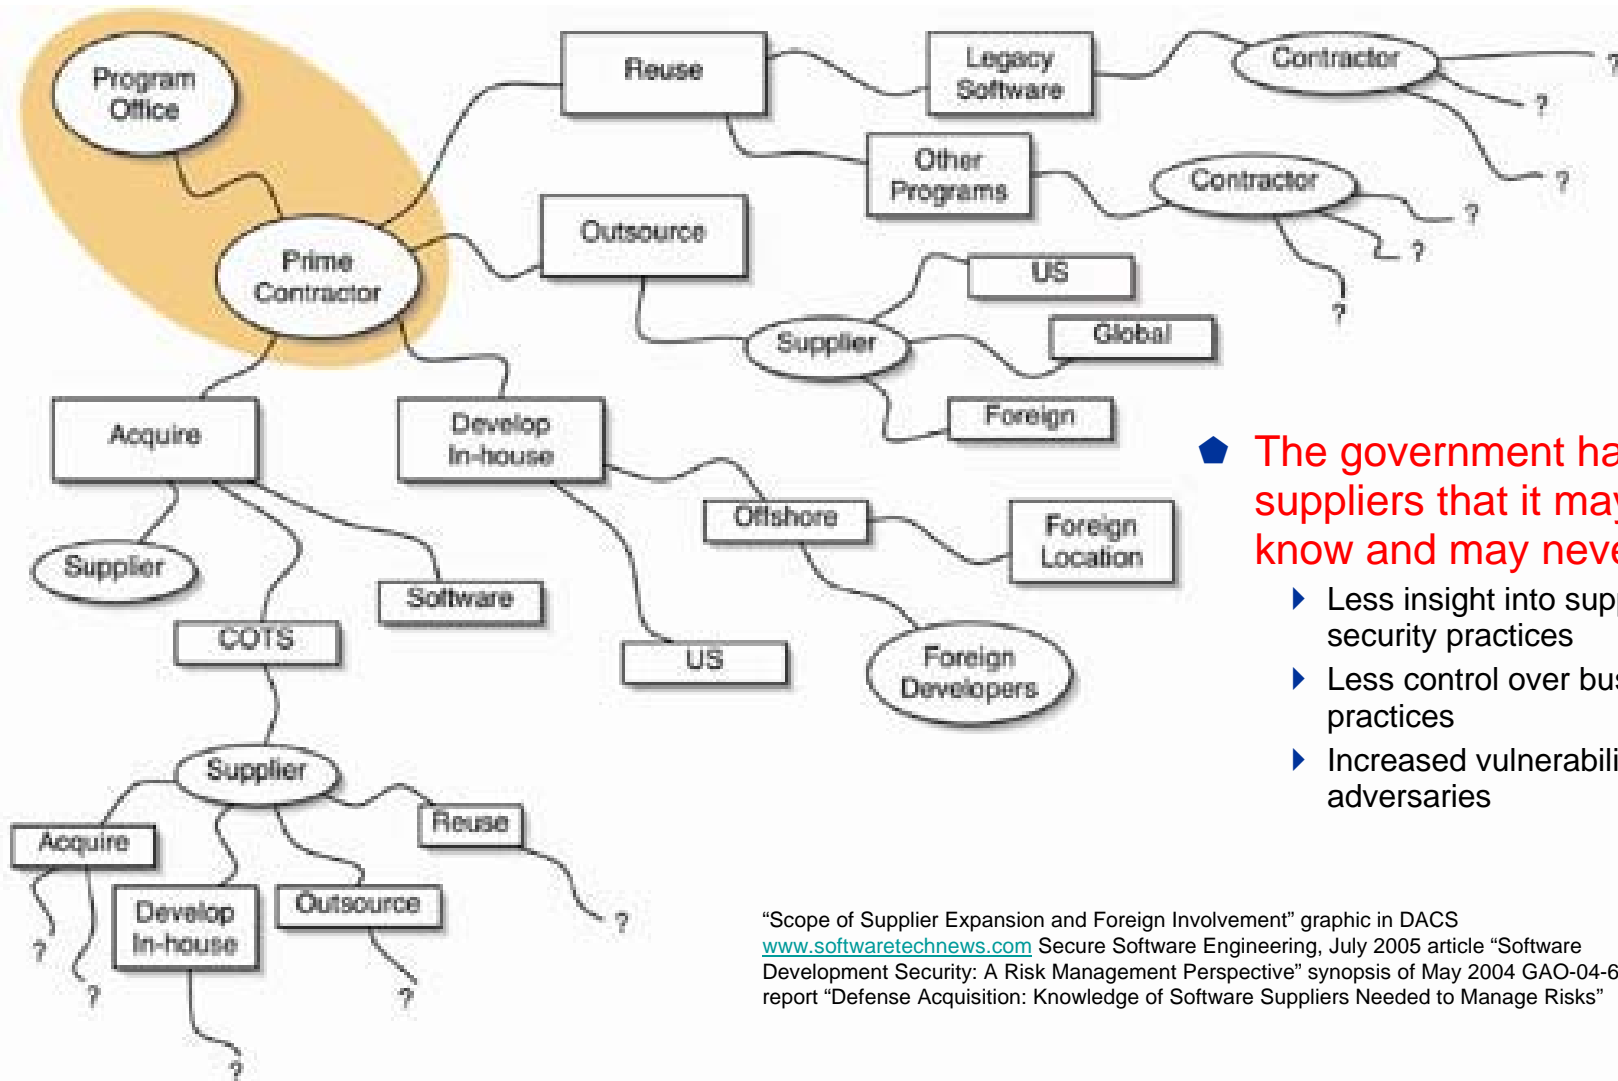 Program
Office
Prime
Contractor
Reuse
Legacy
Software
Contractor
?
?
?
Other
Programs
Contractor
?
?
?
Outsource
US
Supplier
Global
Foreign
Acquire
Develop
In-house
Supplier
Software
COTS
Offshore
Foreign
Location
US
Foreign
Developers
Supplier
Acquire
Reuse
Develop
In-house
Outsource
?
?
?
?
?
The government ha
suppliers that it may
know and may neve
Less insight into supp
security practices
Less control over bus
practices
Increased vulnerabili
adversaries
“Scope of Supplier Expansion and Foreign Involvement” graphic in DACS
www.softwaretechnews.com Secure Software Engineering, July 2005 article “Software
Development Security: A Risk Management Perspective” synopsis of May 2004 GAO-04-6
report “Defense Acquisition: Knowledge of Software Suppliers Needed to Manage Risks”